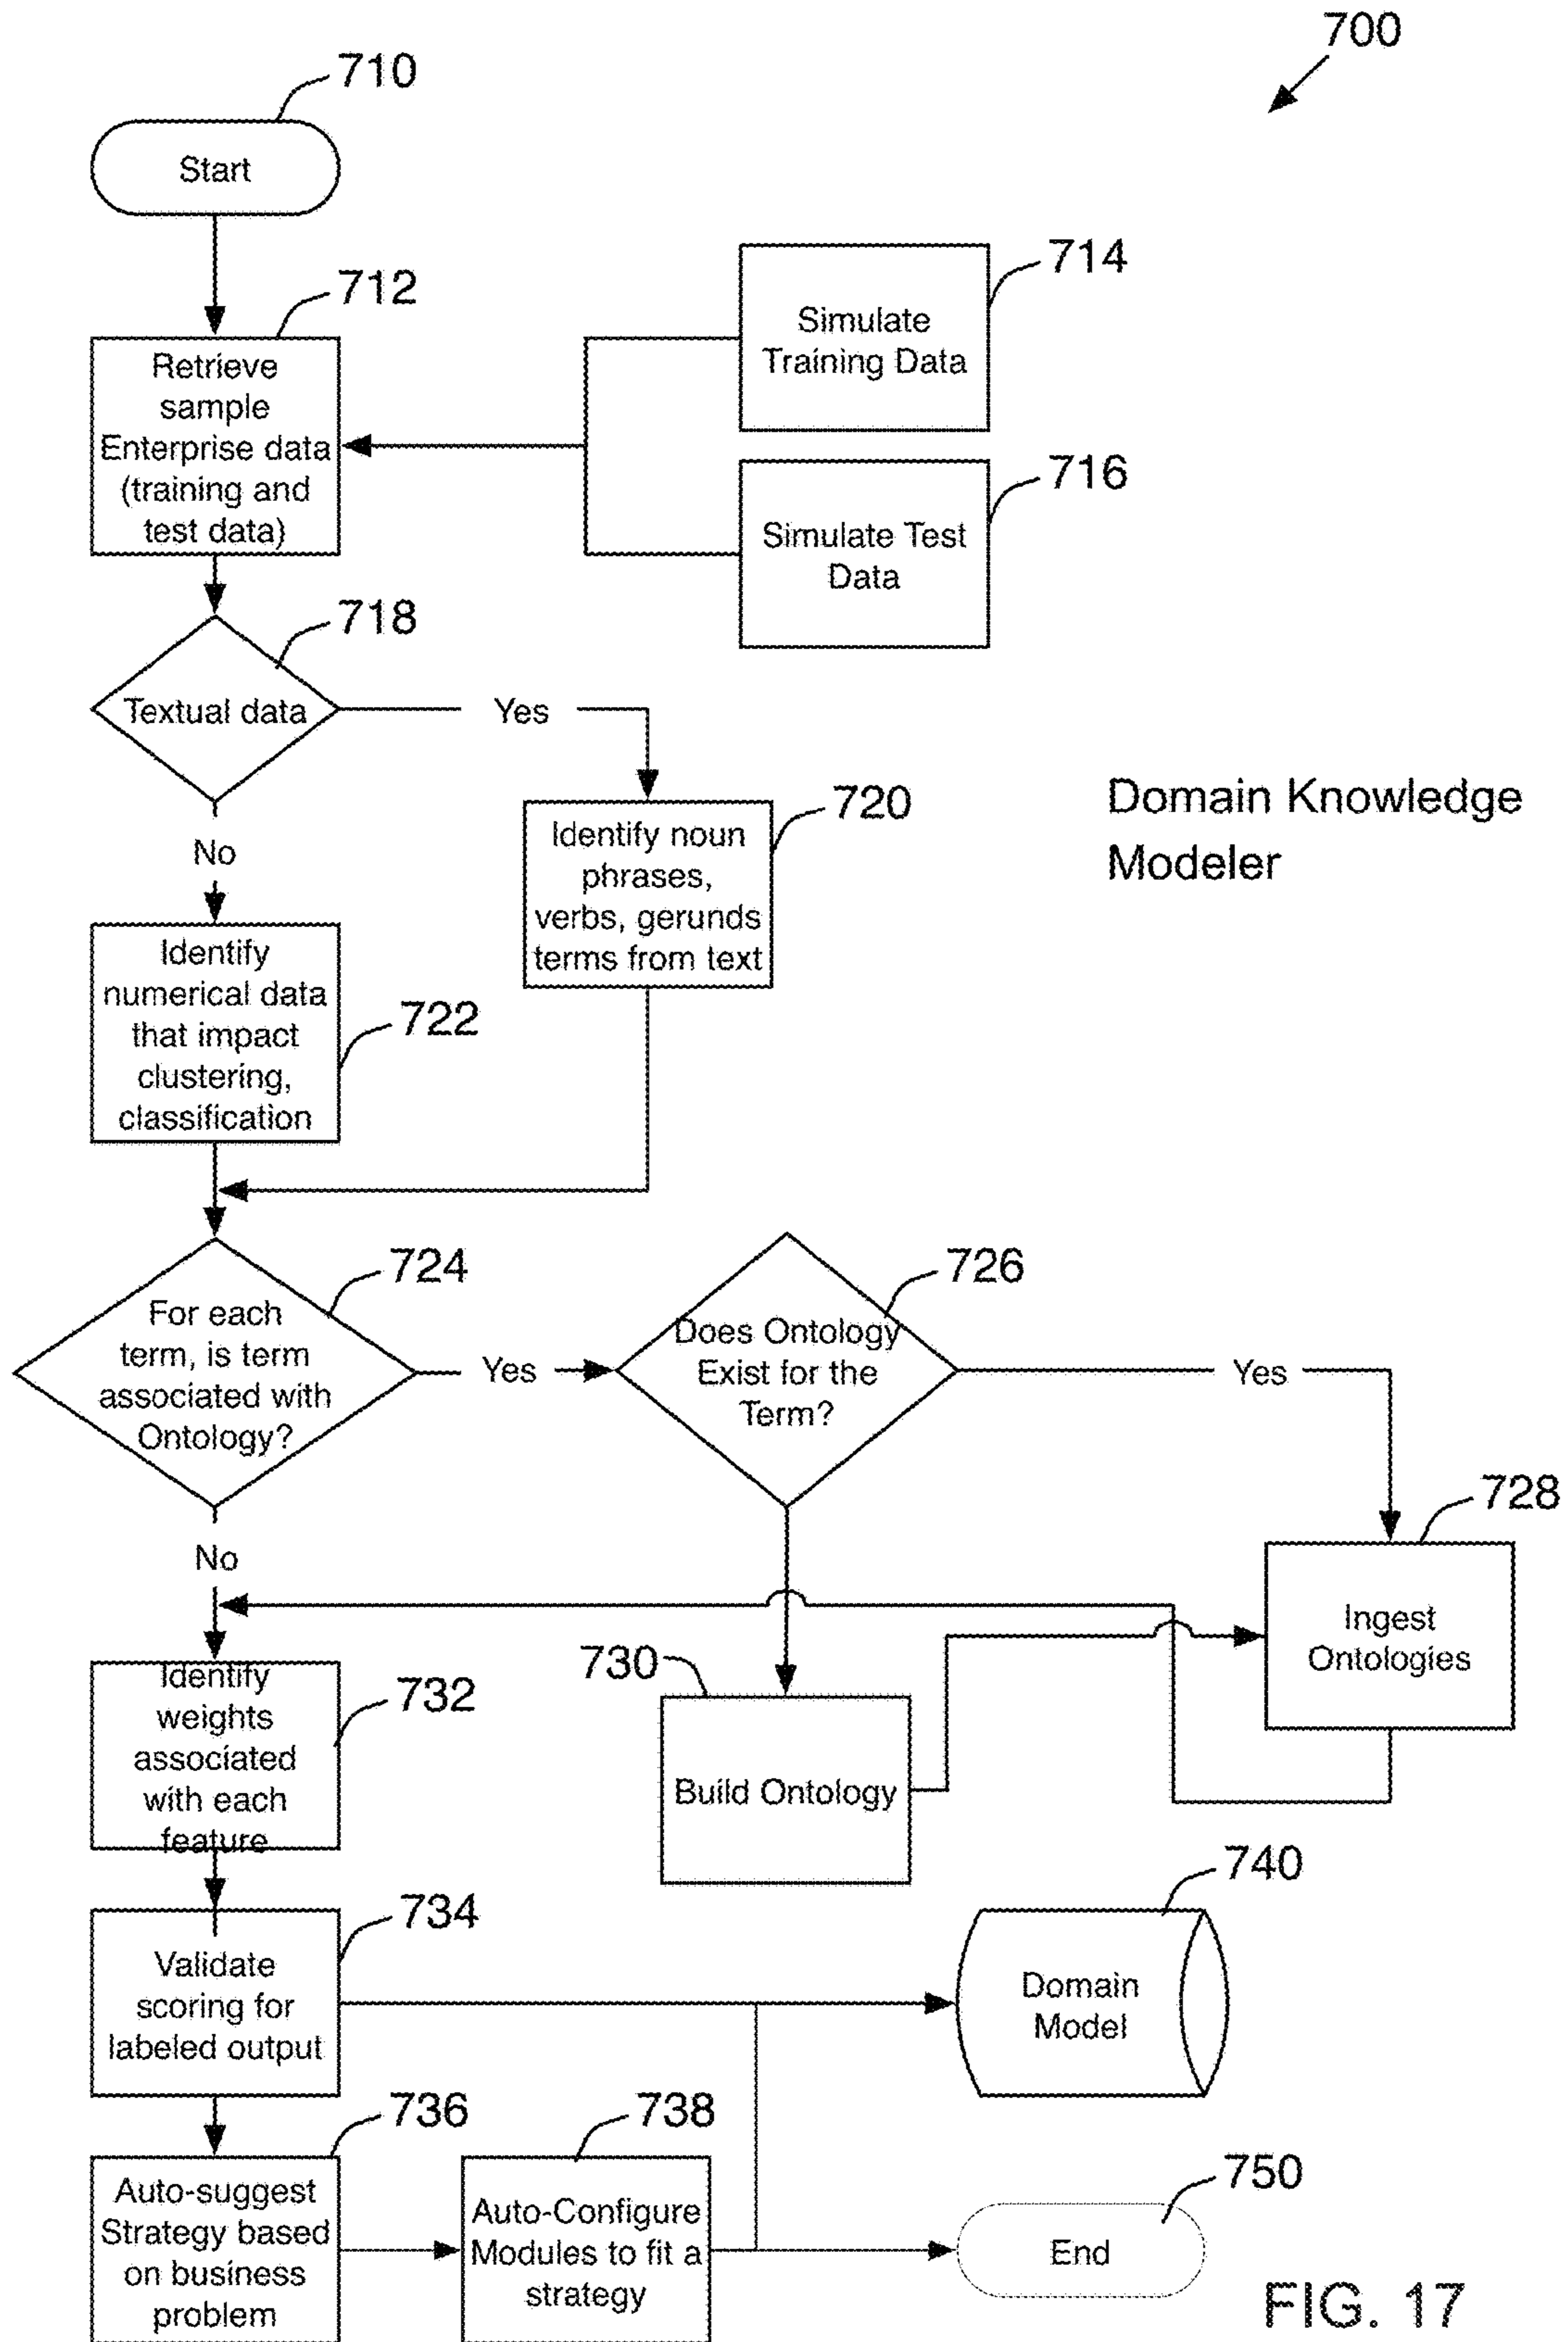 700
710
Start
712
Retrieve
sample
Enterprise data
(training and
test data)
714
Simulate
Training Data
716
Simulate Test
Data
718
Textual data
Yes
No
720
Identify noun
phrases,
verbs, gerunds
terms from text
Domain Knowledge
Modeler
722
Identify
numerical data
that impact
clustering,
classification
724
For each
term, is term
associated with
Ontology?
Yes
No
726
Does Ontology
Exist for the
Term?
Yes
728
Ingest
Ontologies
730
Build Ontology
732
Identify
weights
associated
with each
feature
734
Validate
scoring for
labeled output
740
Domain
Model
736
Auto-suggest
Strategy based
on business
problem
738
Auto-Configure
Modules to fit a
strategy
750
End
FIG. 17